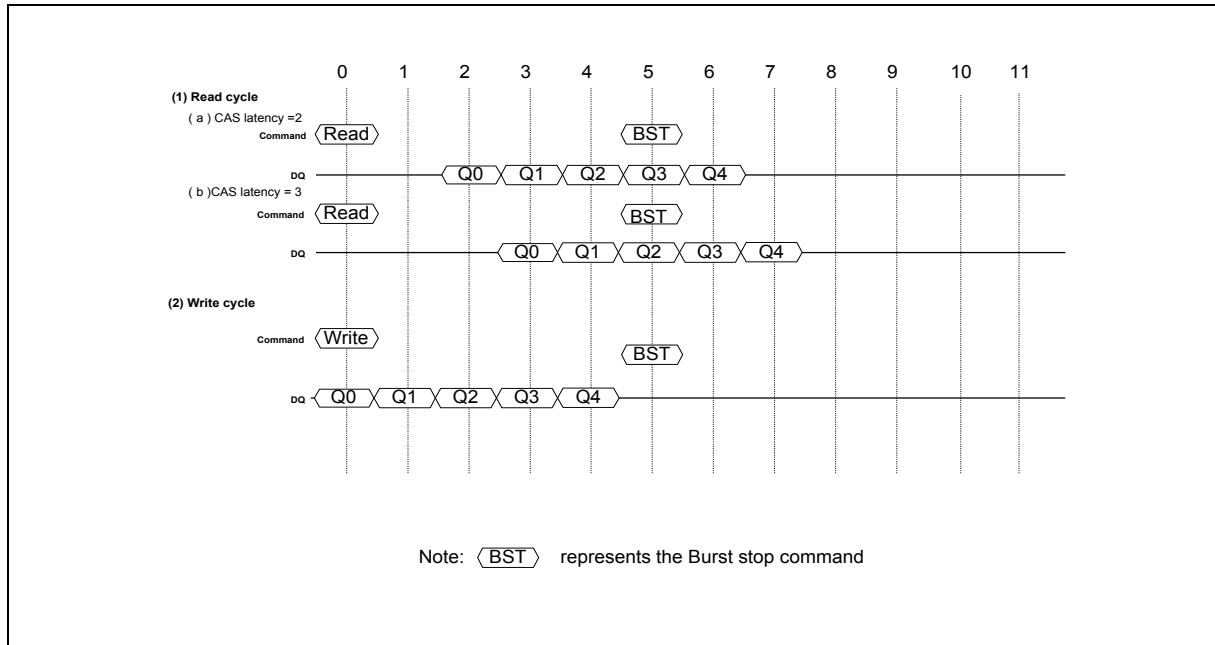 0 1 2 3 4 5 6 7 8 9 10 11
(1) Read cycle
( a ) CAS latency =2
Command Read BST
DQ Q0 Q1 Q2 Q3 Q4
( b )CAS latency = 3
Command Read BST
DQ Q0 Q1 Q2 Q3 Q4
(2) Write cycle
Command Write BST
DQ Q0 Q1 Q2 Q3 Q4
Note: BST represents the Burst stop command